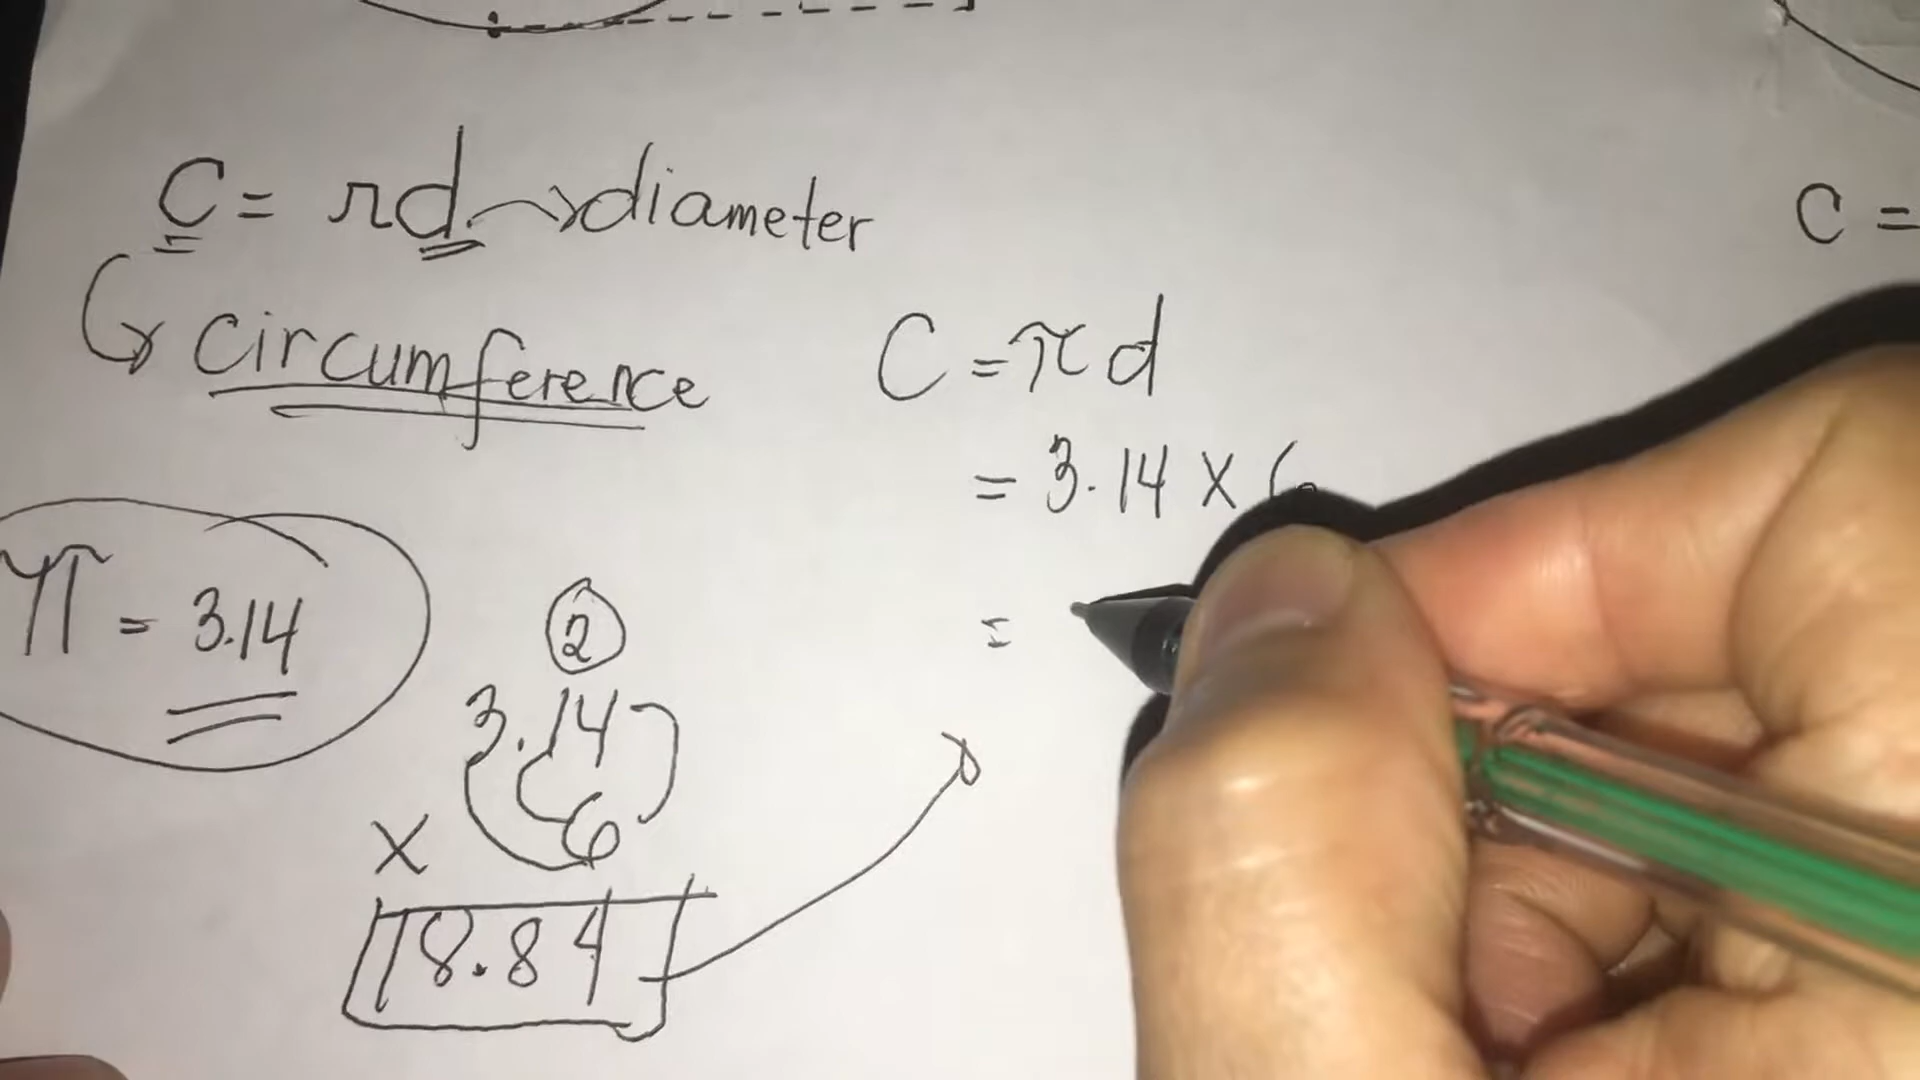 C = πd → diameter
C =
Circumference
C = πd
= 3.14 × 6
π = 3.14
=
2
3.14
× 6
18.84